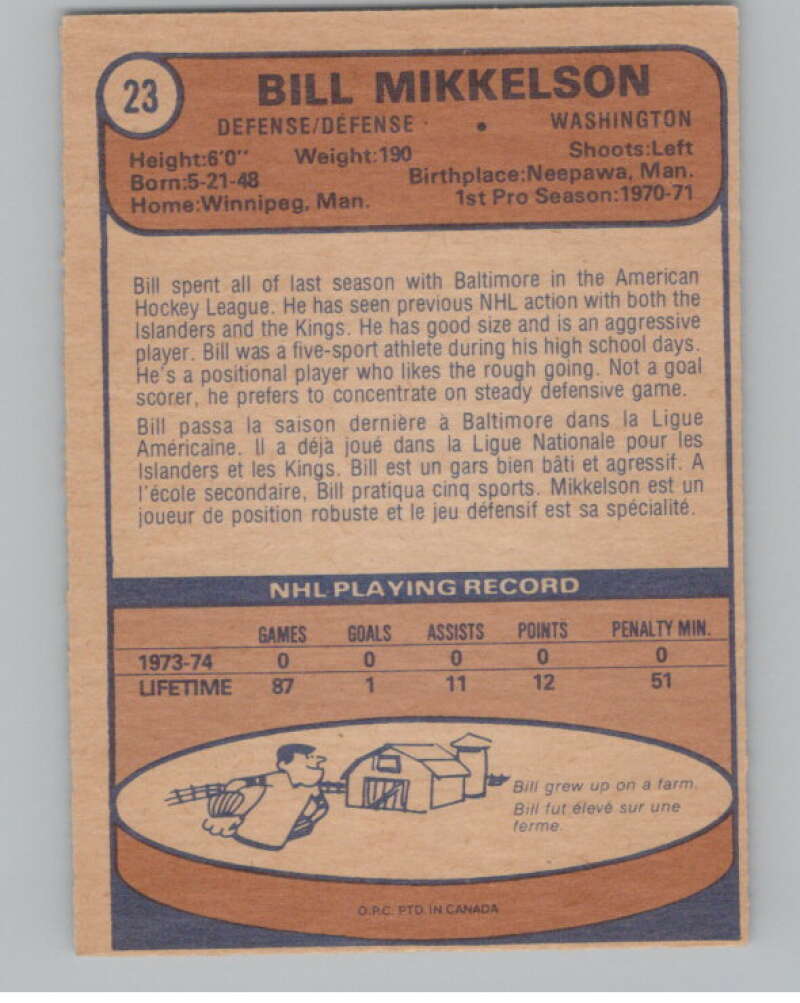 23
BILL MIKKELSON
DEFENSE/DÉFENSE • WASHINGTON
Height:6'0'' Weight:190 Shoots:Left
Born:5-21-48 Birthplace:Neepawa, Man.
Home:Winnipeg, Man. 1st Pro Season:1970-71
Bill spent all of last season with Baltimore in the American
Hockey League. He has seen previous NHL action with both the
Islanders and the Kings. He has good size and is an aggressive
player. Bill was a five-sport athlete during his high school days.
He's a positional player who likes the rough going. Not a goal
scorer, he prefers to concentrate on steady defensive game.
Bill passa la saison dernière à Baltimore dans la Ligue
Américaine. Il a déjà joué dans la Ligue Nationale pour les
Islanders et les Kings. Bill est un gars bien bâti et agressif. A
l'école secondaire, Bill pratiqua cinq sports. Mikkelson est un
joueur de position robuste et le jeu défensif est sa spécialité.
NHL PLAYING RECORD
GAMES GOALS ASSISTS POINTS PENALTY MIN.
1973-74 0 0 0 0 0
LIFETIME 87 1 11 12 51
Bill grew up on a farm.
Bill fut élevé sur une
ferme.
O.P.C. PTD. IN CANADA